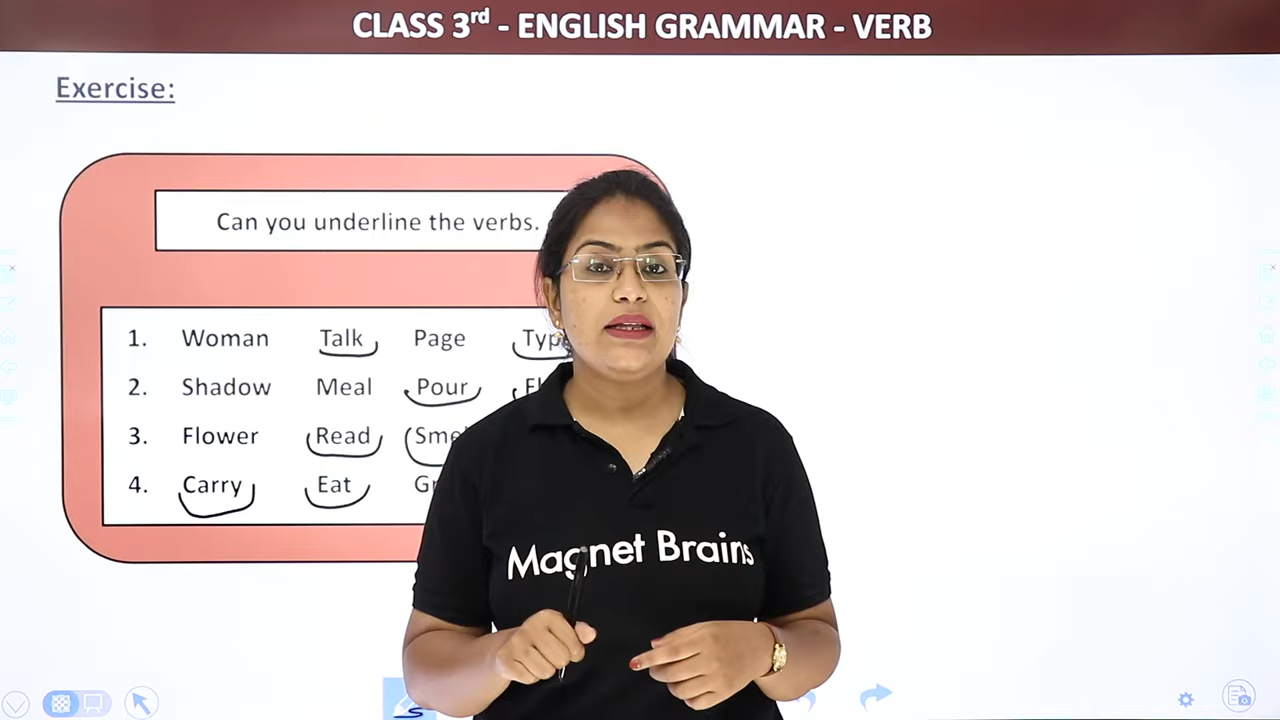 CLASS 3rd - ENGLISH GRAMMAR - VERB
Exercise:
Can you underline the verbs.
1. Woman Talk Page
2. Shadow Meal Pour
3. Flower Read
4. Carry Eat
Magnet Brains